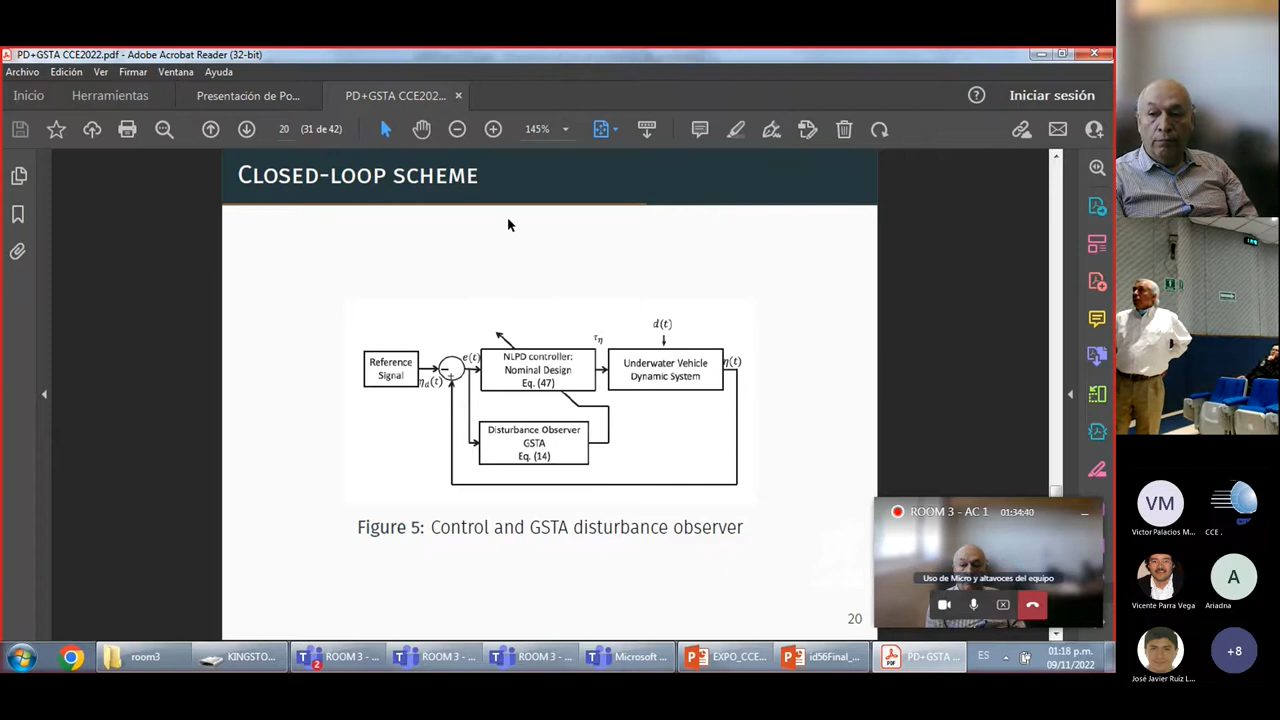 PD+GSTA CCE2022.pdf - Adobe Acrobat Reader (32-bit)
Archivo Edición Ver Firmar Ventana Ayuda
Inicio Herramientas Presentación de Po... PD+GSTA CCE202... × Iniciar sesión
20 (31 de 42) 145%
CLOSED-LOOP SCHEME
d(t)
τη
Reference
Signal
ηd(t)
e(t)
NLPD controller:
Nominal Design
Eq. (47)
Underwater Vehicle
Dynamic System
η(t)
Disturbance Observer
GSTA
Eq. (14)
Figure 5: Control and GSTA disturbance observer
20
ROOM 3 - AC 1 01:34:40
Uso de Micro y altavoces del equipo
VM
Victor Palacios M...
CCE .
Vicente Parra Vega
A
Ariadna
José Javier Ruíz L...
+8
room3 KINGSTO... 2 ROOM 3 - ... ROOM 3 - ... ROOM 3 - ... Microsoft ... EXPO_CCE... id56Final_... PD+GSTA ... ES 01:18 p.m.
09/11/2022